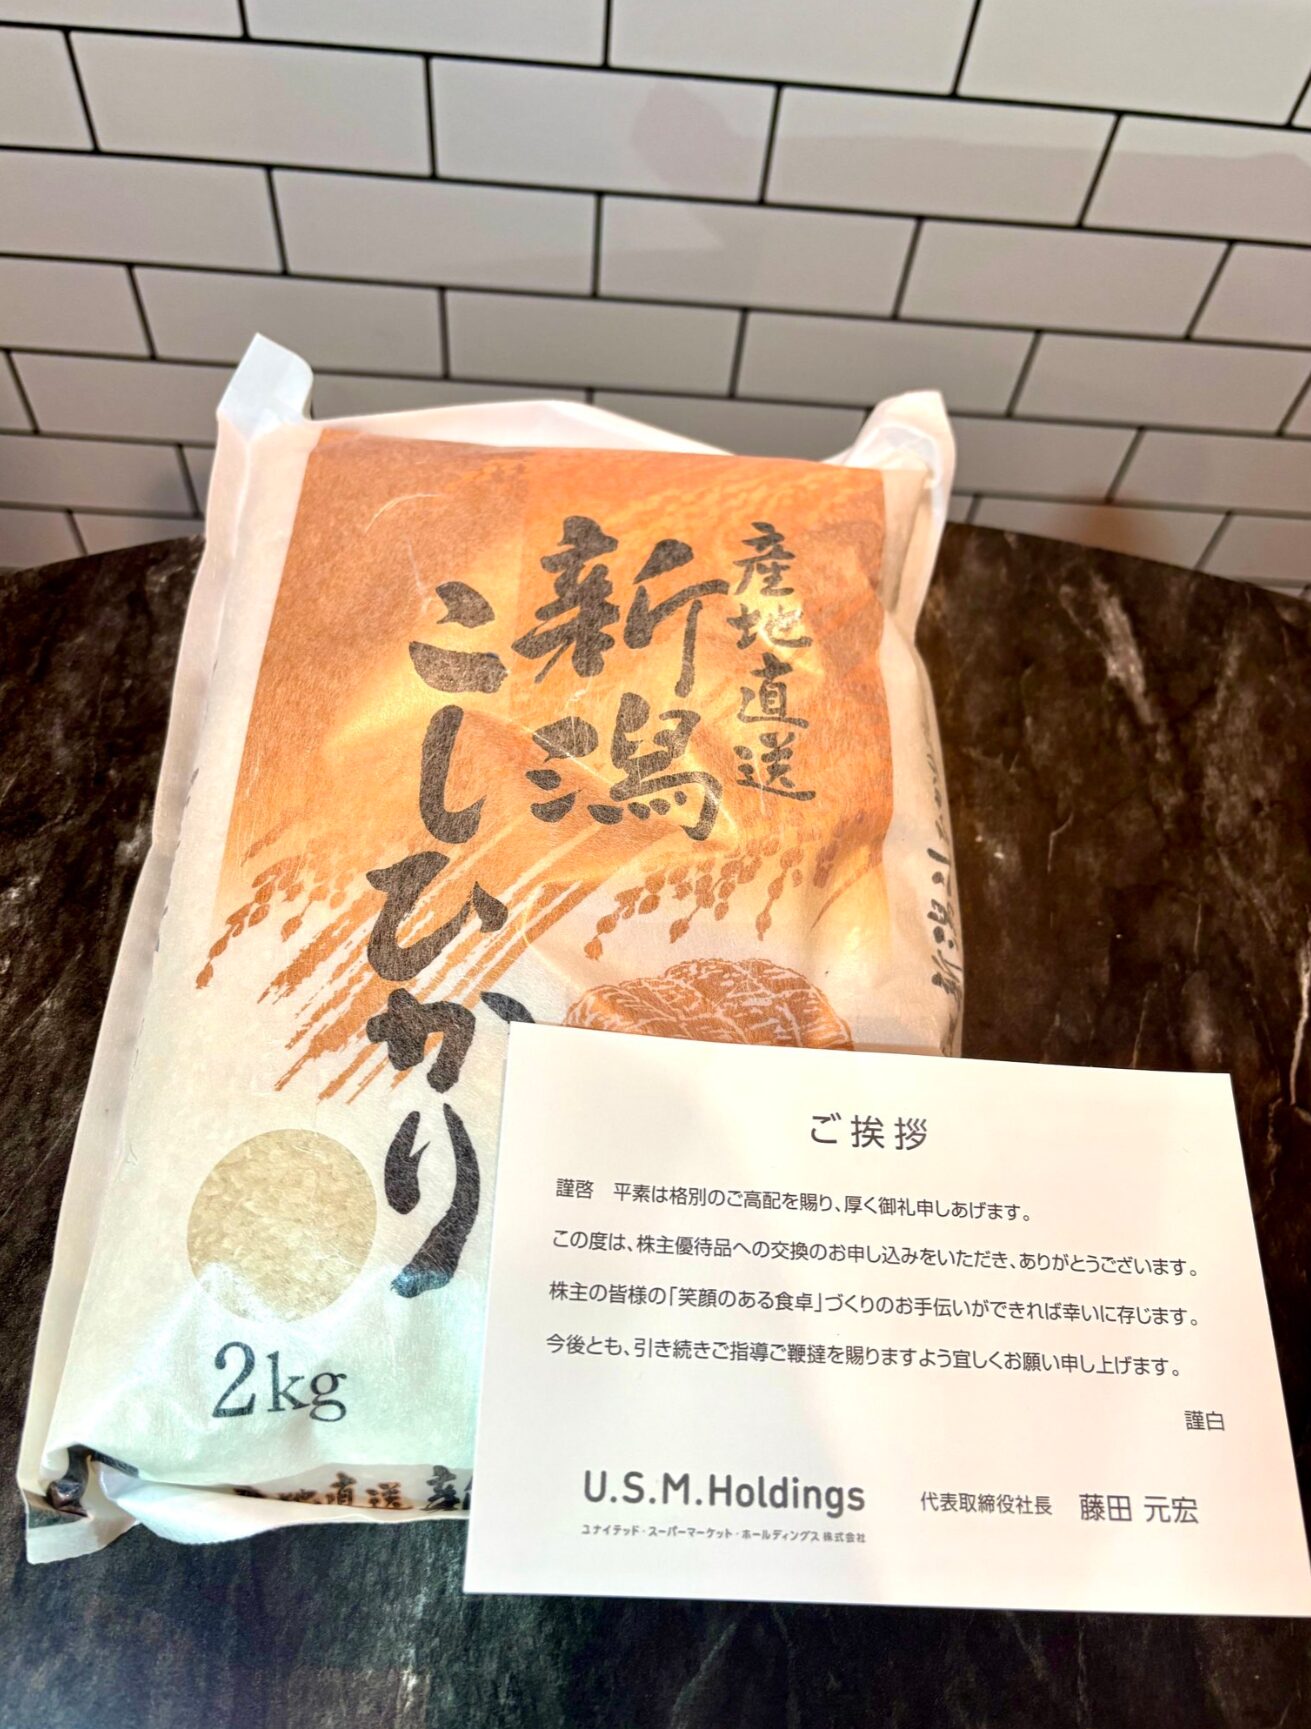 産地直送
新潟
こしひかり
2kg
産地直送
ご挨拶
謹啓　平素は格別のご高配を賜り、厚く御礼申しあげます。
この度は、株主優待品への交換のお申し込みをいただき、ありがとうございます。
株主の皆様の「笑顔のある食卓」づくりのお手伝いができれば幸いに存じます。
今後とも、引き続きご指導ご鞭撻を賜りますよう宜しくお願い申し上げます。
謹白
U.S.M.Holdings
ユナイテッド・スーパーマーケット・ホールディングス 株式会社
代表取締役社長　藤田 元宏